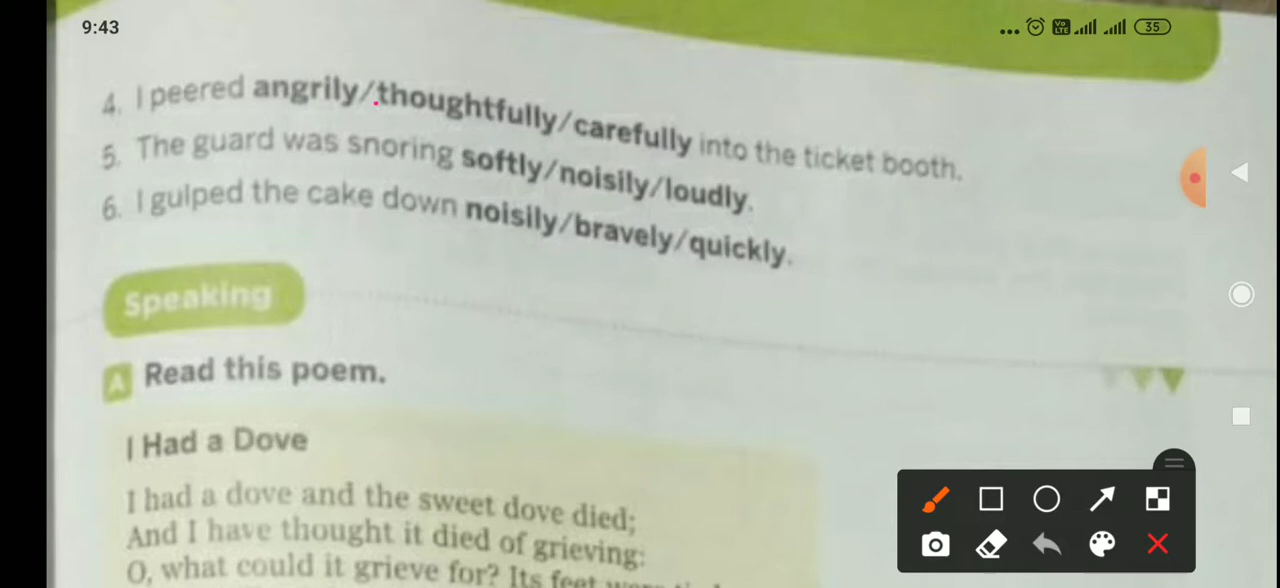 9:43
35
4. I peered angrily/thoughtfully/carefully into the ticket booth.
5. The guard was snoring softly/noisily/loudly.
6. I gulped the cake down noisily/bravely/quickly.
Speaking
A Read this poem.
I Had a Dove
I had a dove and the sweet dove died;
And I have thought it died of grieving:
O, what could it grieve for? Its feet